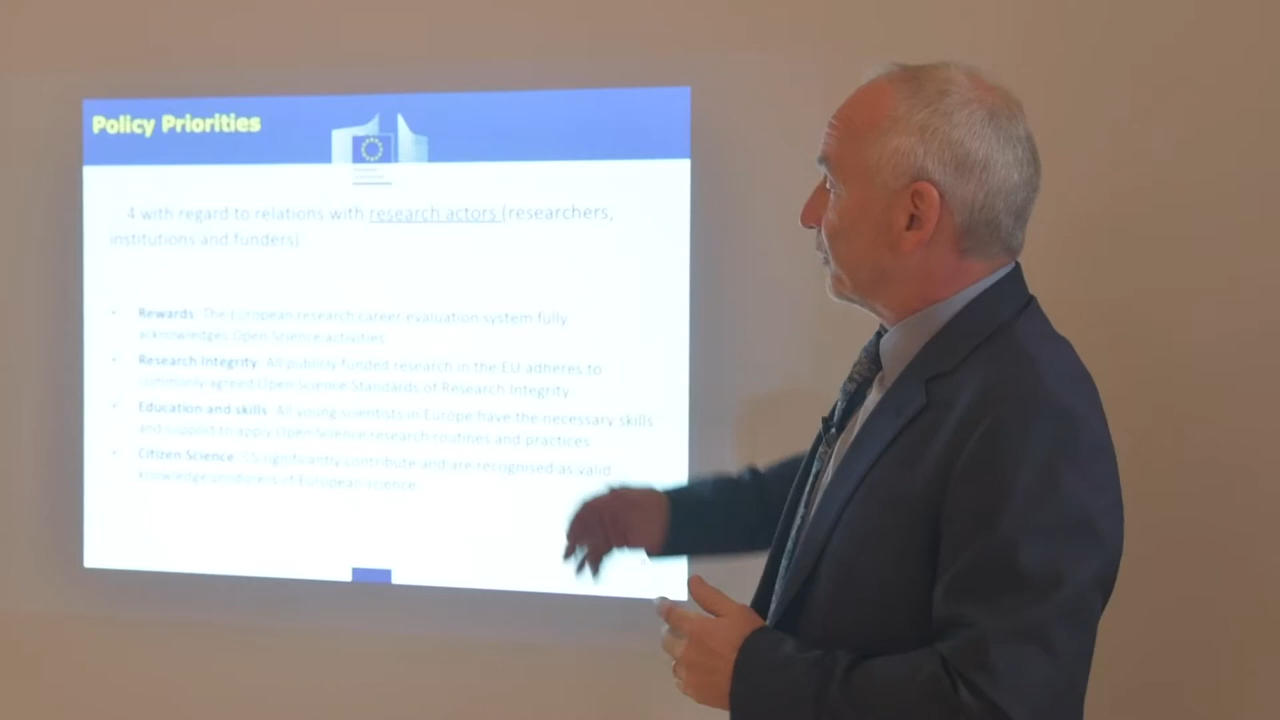 Policy Priorities
4 with regard to relations with research actors (researchers,
institutions and funders)
• Rewards: The European research career evaluation system fully
acknowledges Open Science activities
• Research Integrity: All publicly funded research in the EU adheres to
commonly agreed Open Science Standards of Research Integrity
• Education and skills: All young scientists in Europe have the necessary skills
and support to apply Open Science research routines and practices
• Citizen Science: CS significantly contribute and are recognised as valid
knowledge producers of European science